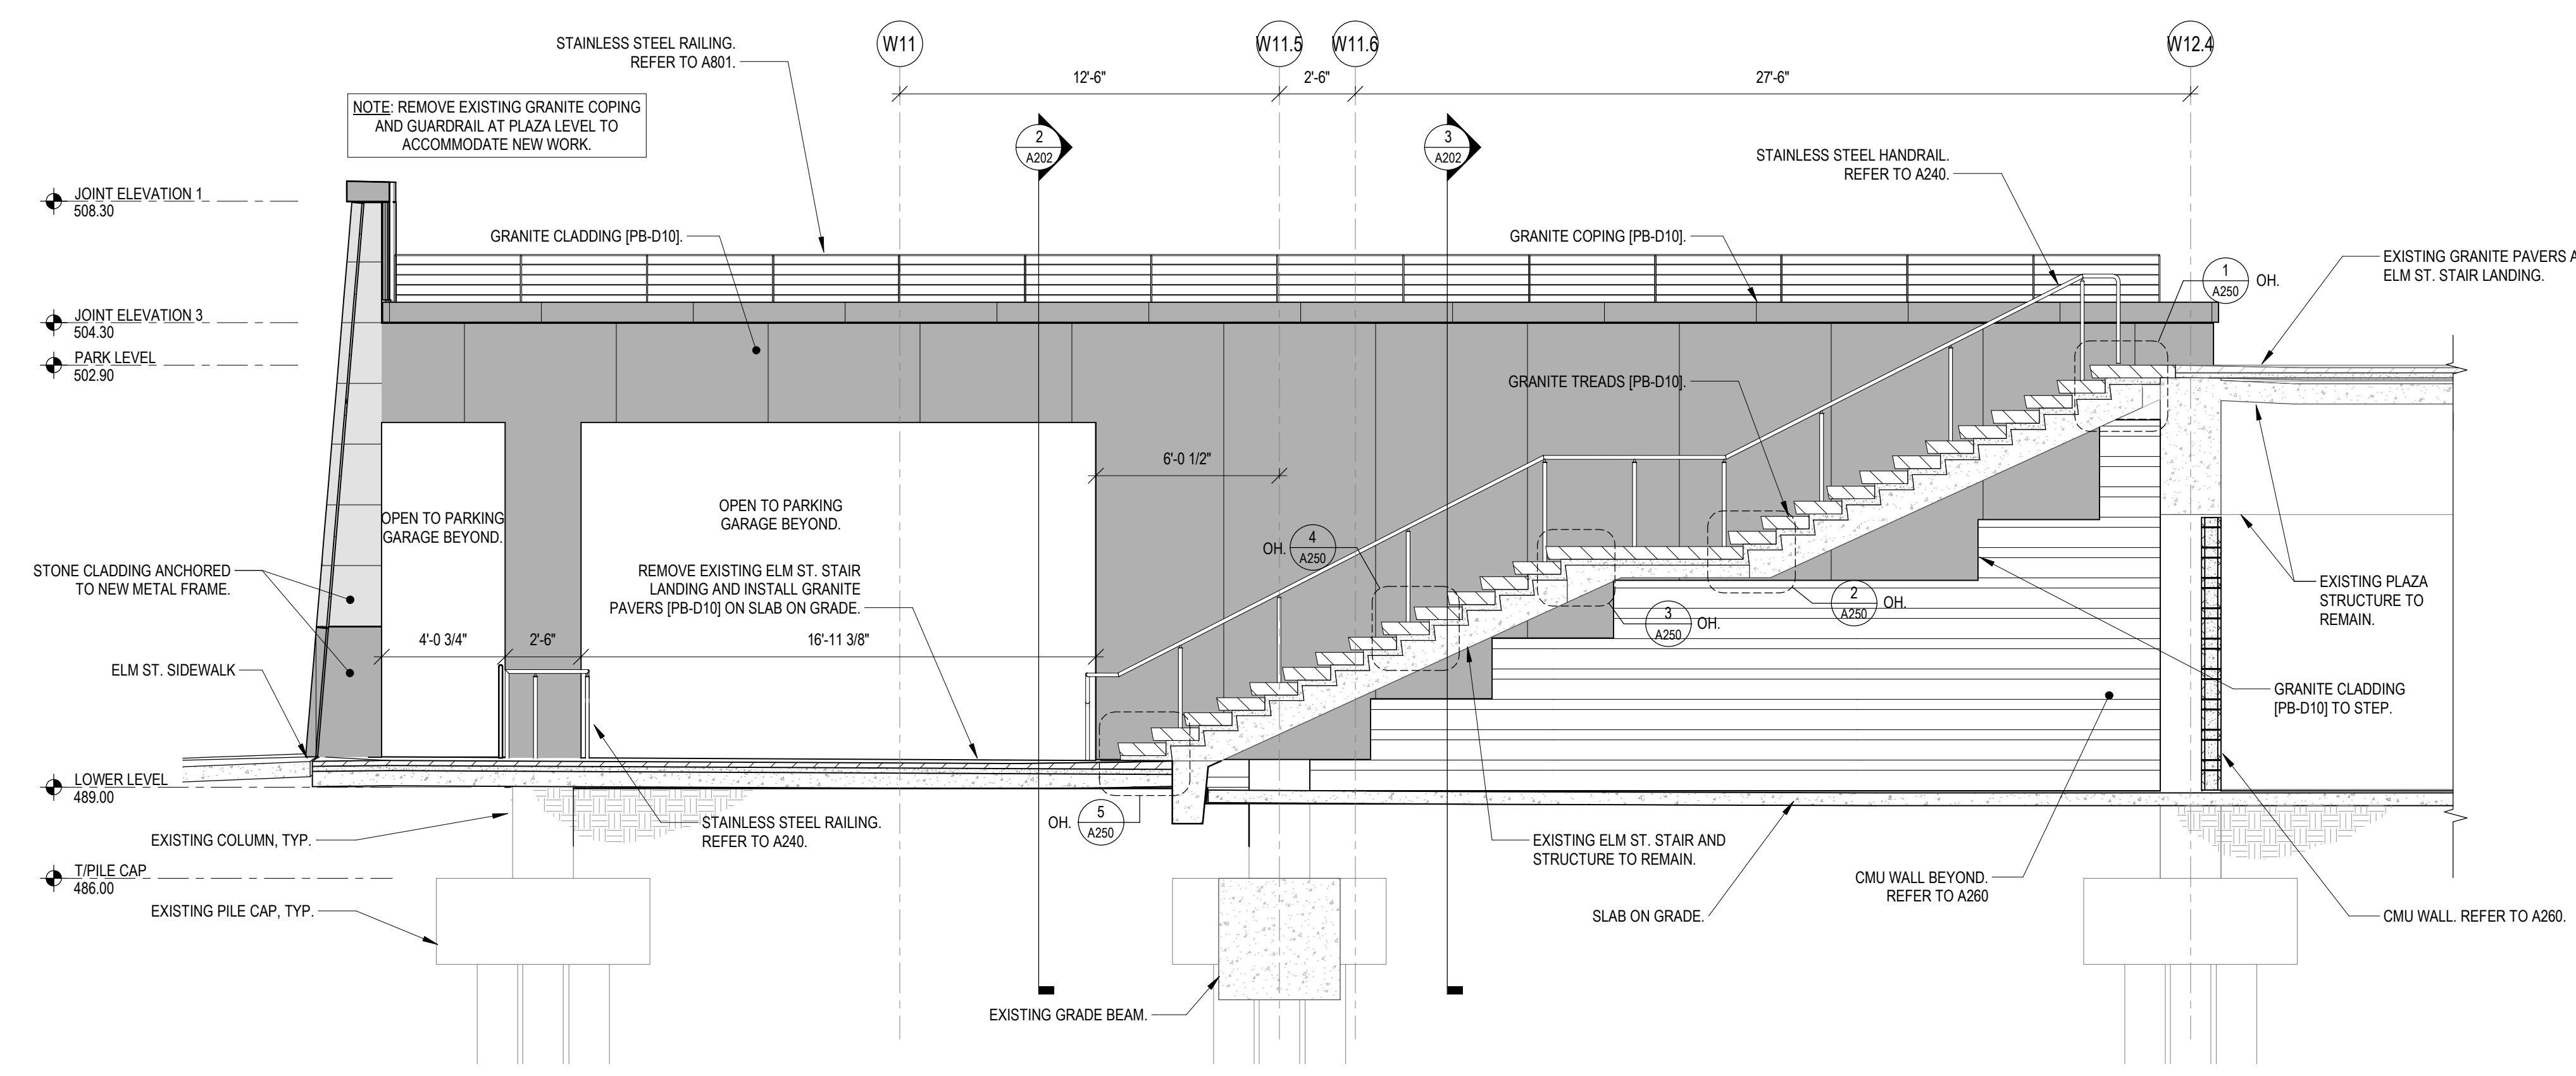 W11
W11.5
W11.6
W12.4
12'-6"
2'-6"
27'-6"
STAINLESS STEEL RAILING.
REFER TO A801.
NOTE: REMOVE EXISTING GRANITE COPING
AND GUARDRAIL AT PLAZA LEVEL TO
ACCOMMODATE NEW WORK.
2
A202
3
A202
STAINLESS STEEL HANDRAIL.
REFER TO A240.
JOINT ELEVATION 1
508.30
GRANITE CLADDING [PB-D10].
GRANITE COPING [PB-D10].
EXISTING GRANITE PAVERS A
ELM ST. STAIR LANDING.
1
A250
OH.
JOINT ELEVATION 3
504.30
PARK LEVEL
502.90
GRANITE TREADS [PB-D10].
6'-0 1/2"
OPEN TO PARKING
GARAGE BEYOND.
OPEN TO PARKING
GARAGE BEYOND.
OH.
4
A250
STONE CLADDING ANCHORED
TO NEW METAL FRAME.
REMOVE EXISTING ELM ST. STAIR
LANDING AND INSTALL GRANITE
PAVERS [PB-D10] ON SLAB ON GRADE.
EXISTING PLAZA
STRUCTURE TO
REMAIN.
2
A250
OH.
3
A250
OH.
4'-0 3/4"
2'-6"
16'-11 3/8"
ELM ST. SIDEWALK
GRANITE CLADDING
[PB-D10] TO STEP.
LOWER LEVEL
489.00
OH.
5
A250
STAINLESS STEEL RAILING.
REFER TO A240.
EXISTING COLUMN, TYP.
EXISTING ELM ST. STAIR AND
STRUCTURE TO REMAIN.
T/PILE CAP
486.00
CMU WALL BEYOND.
REFER TO A260
EXISTING PILE CAP, TYP.
SLAB ON GRADE.
CMU WALL. REFER TO A260.
EXISTING GRADE BEAM.